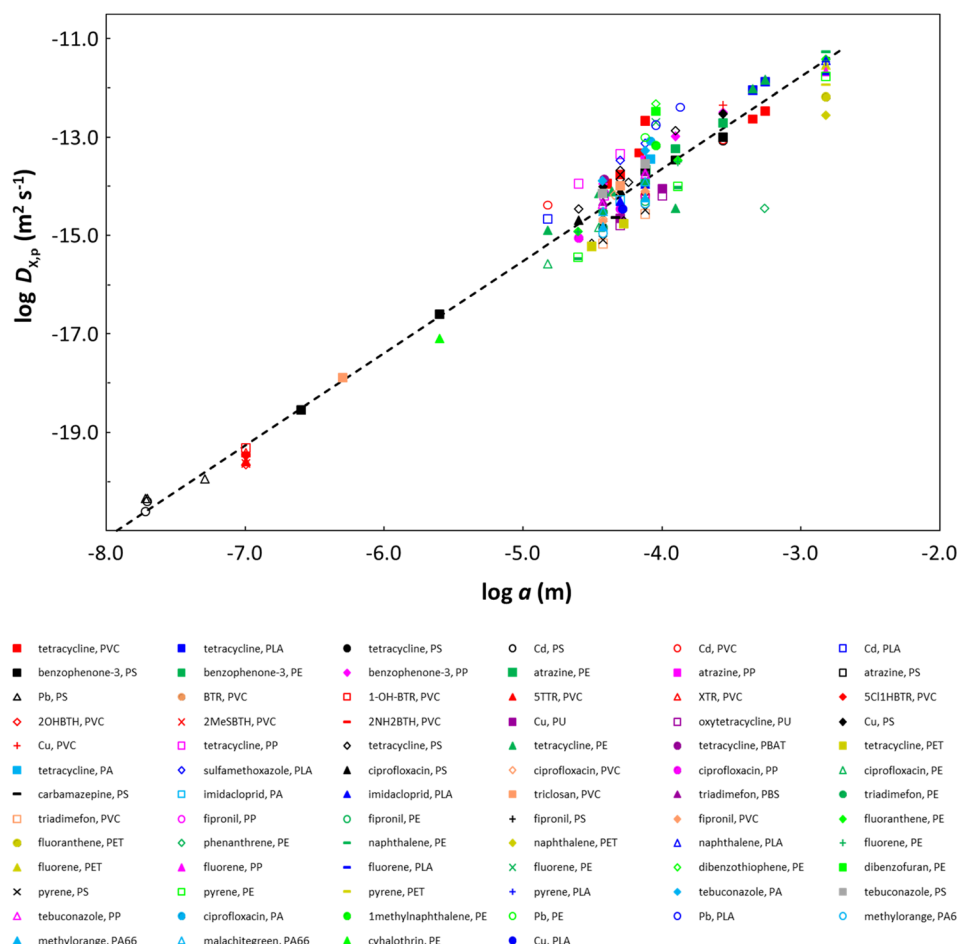 -11.0
-13.0
-15.0
-17.0
-19.0
log Dx,p (m² s⁻¹)
-8.0 -7.0 -6.0 -5.0 -4.0 -3.0 -2.0
log a (m)
tetracycline, PVC tetracycline, PLA tetracycline, PS Cd, PS Cd, PVC Cd, PLA
benzophenone-3, PS benzophenone-3, PE benzophenone-3, PP atrazine, PE atrazine, PP atrazine, PS
Pb, PS BTR, PVC 1-OH-BTR, PVC 5TTR, PVC XTR, PVC 5Cl1HBTR, PVC
2OHBTH, PVC 2MeSBTH, PVC 2NH2BTH, PVC Cu, PU oxytetracycline, PU Cu, PS
Cu, PVC tetracycline, PP tetracycline, PS tetracycline, PE tetracycline, PBAT tetracycline, PET
tetracycline, PA sulfamethoxazole, PLA ciprofloxacin, PS ciprofloxacin, PVC ciprofloxacin, PP ciprofloxacin, PE
carbamazepine, PS imidacloprid, PA imidacloprid, PLA triclosan, PVC triadimefon, PBS triadimefon, PE
triadimefon, PVC fipronil, PP fipronil, PE fipronil, PS fipronil, PVC fluoranthene, PE
fluoranthene, PET phenanthrene, PE naphthalene, PE naphthalene, PET naphthalene, PLA fluorene, PE
fluorene, PET fluorene, PP fluorene, PLA fluorene, PE dibenzothiophene, PE dibenzofuran, PE
pyrene, PS pyrene, PE pyrene, PET pyrene, PLA tebuconazole, PA tebuconazole, PS
tebuconazole, PP ciprofloxacin, PA 1methylnaphthalene, PE Pb, PE Pb, PLA methylorange, PA6
methylorange, PA66 malachitegreen, PA66 cyhalothrin, PE Cu, PLA